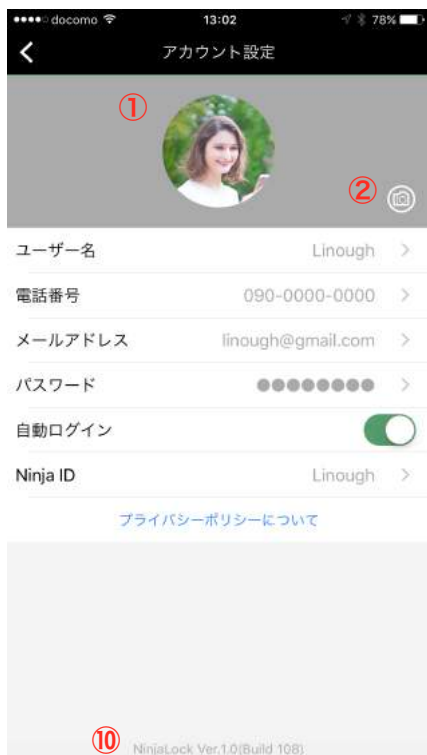 docomo 13:02 78%
アカウント設定
①
②
ユーザー名 Linough
電話番号 090-0000-0000
メールアドレス linough@gmail.com
パスワード ●●●●●●●●
自動ログイン
Ninja ID Linough
プライバシーポリシーについて
⑩ NinjaLock Ver.1.0(Build 108)